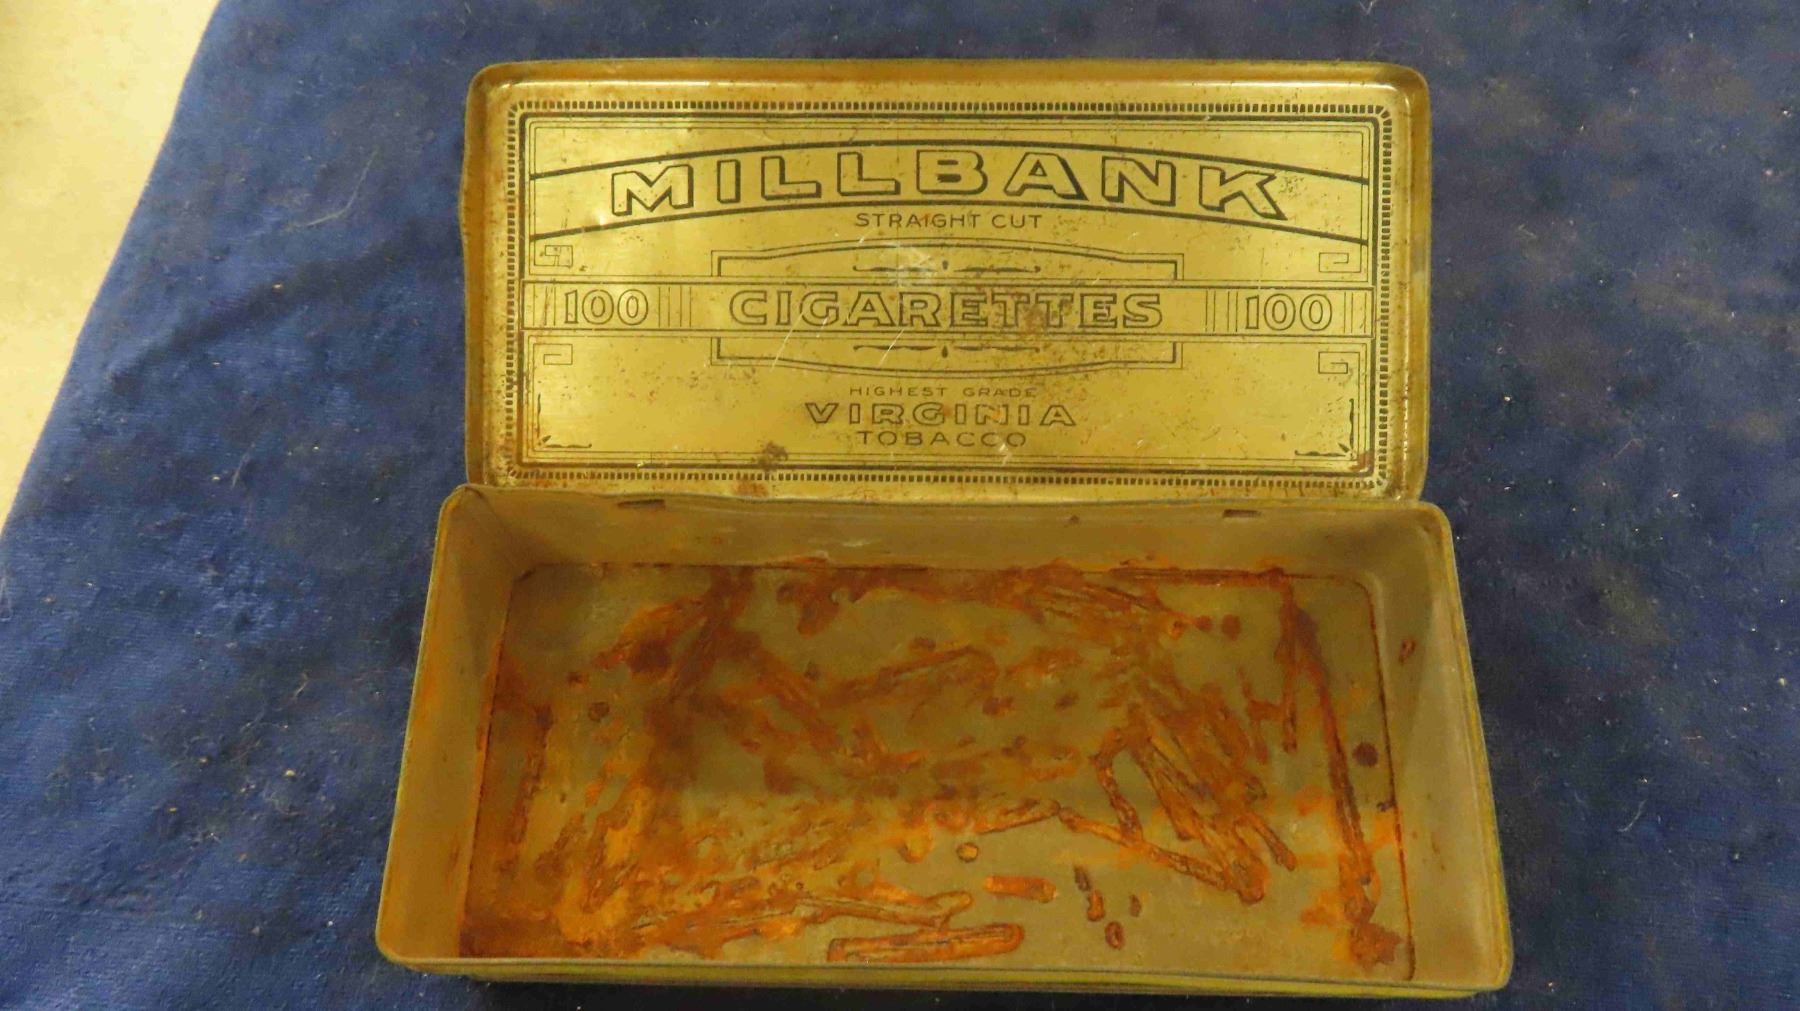 MILLBANK
STRAIGHT CUT
100 CIGARETTES 100
HIGHEST GRADE
VIRGINIA
TOBACCO